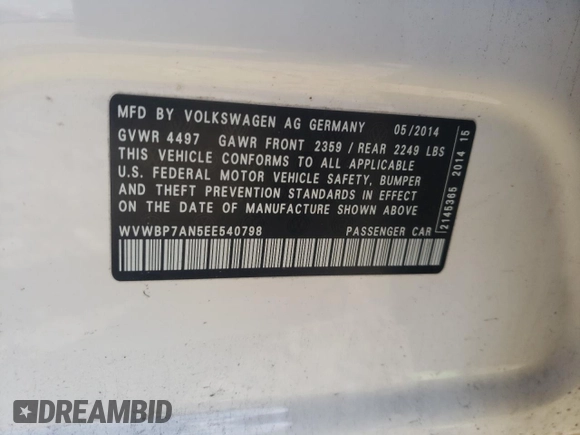 MFD BY VOLKSWAGEN AG GERMANY 05/2014
GVWR 4497 GAWR FRONT 2359 / REAR 2249 LBS
THIS VEHICLE CONFORMS TO ALL APPLICABLE
U.S. FEDERAL MOTOR VEHICLE SAFETY, BUMPER
AND THEFT PREVENTION STANDARDS IN EFFECT
ON THE DATE OF MANUFACTURE SHOWN ABOVE
WVWBP7AN5EE540798 PASSENGER CAR
2145365 2014 15
DREAMBID